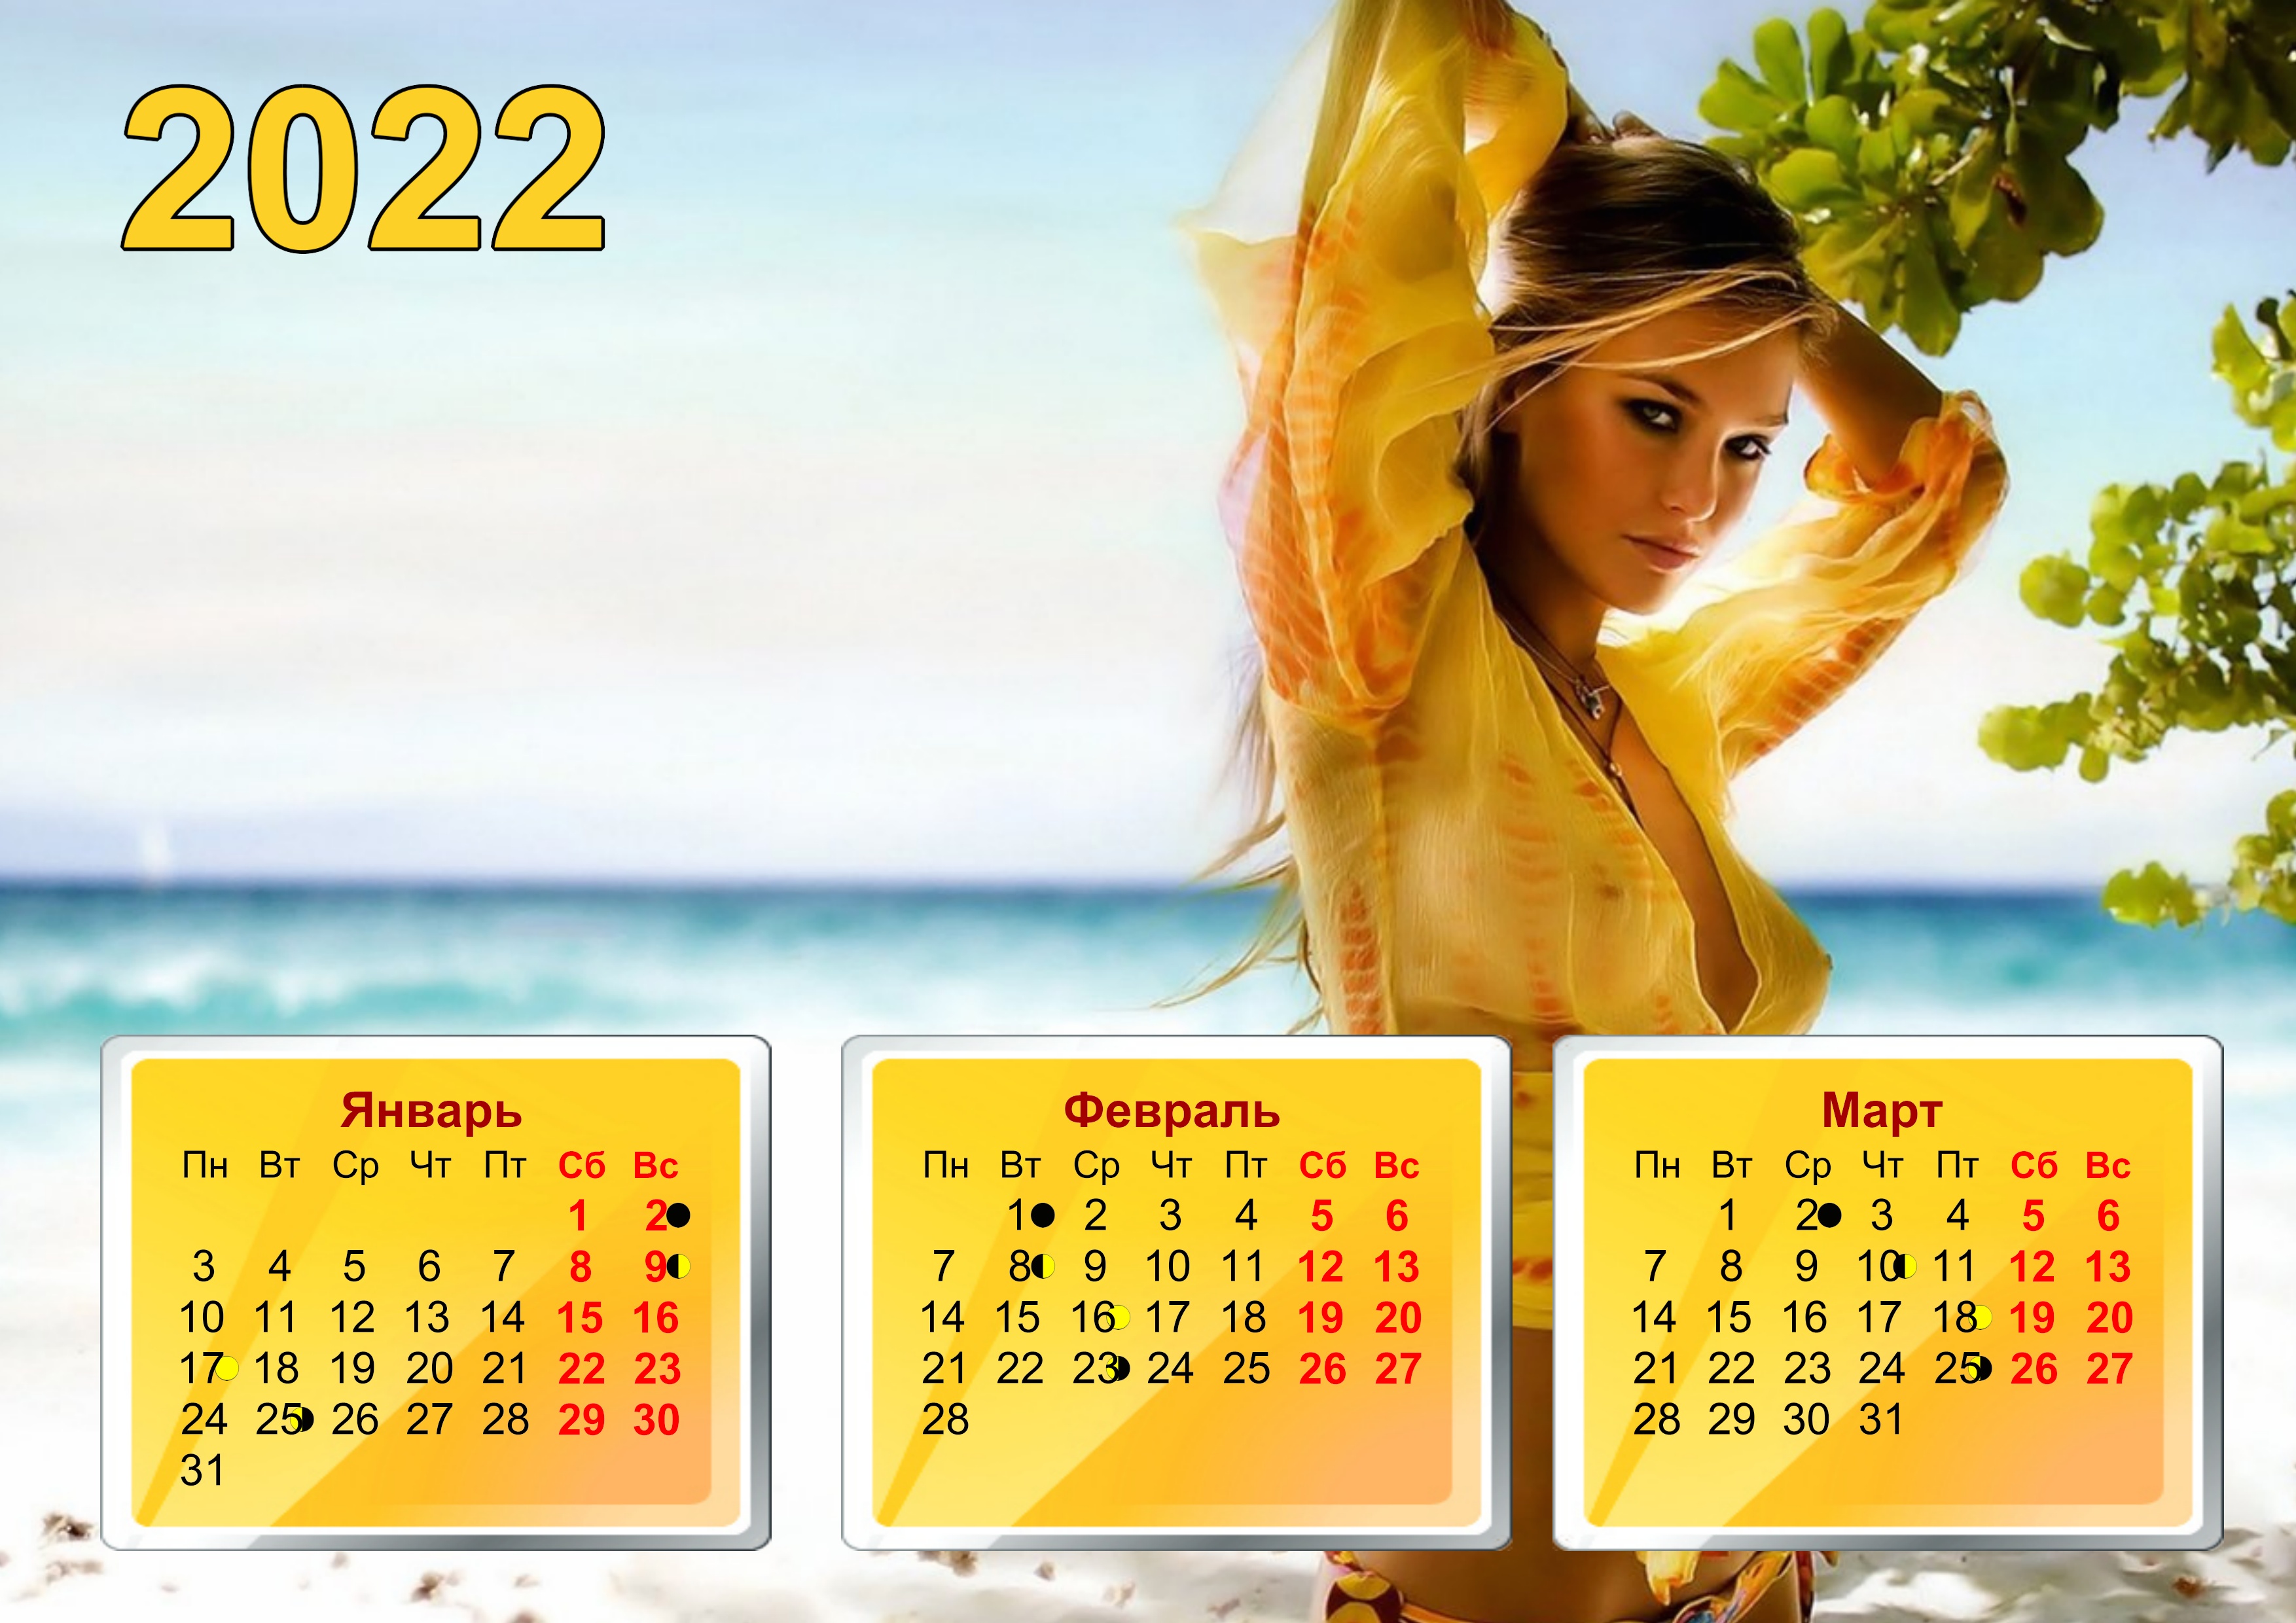 2022
Январь
Пн Вт Ср Чт Пт Сб Вс
1 2
3 4 5 6 7 8 9
10 11 12 13 14 15 16
17 18 19 20 21 22 23
24 25 26 27 28 29 30
31
Февраль
Пн Вт Ср Чт Пт Сб Вс
1 2 3 4 5 6
7 8 9 10 11 12 13
14 15 16 17 18 19 20
21 22 23 24 25 26 27
28
Март
Пн Вт Ср Чт Пт Сб Вс
1 2 3 4 5 6
7 8 9 10 11 12 13
14 15 16 17 18 19 20
21 22 23 24 25 26 27
28 29 30 31